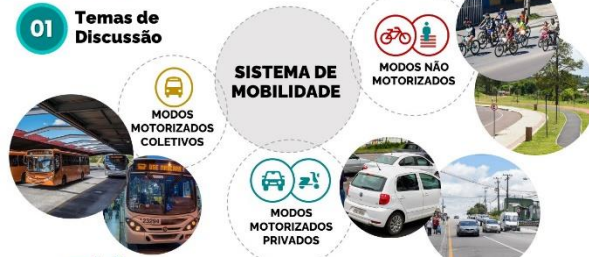 01
Temas de
Discussão
SISTEMA DE
MOBILIDADE
MODOS NÃO
MOTORIZADOS
MODOS
MOTORIZADOS
COLETIVOS
MODOS
MOTORIZADOS
PRIVADOS